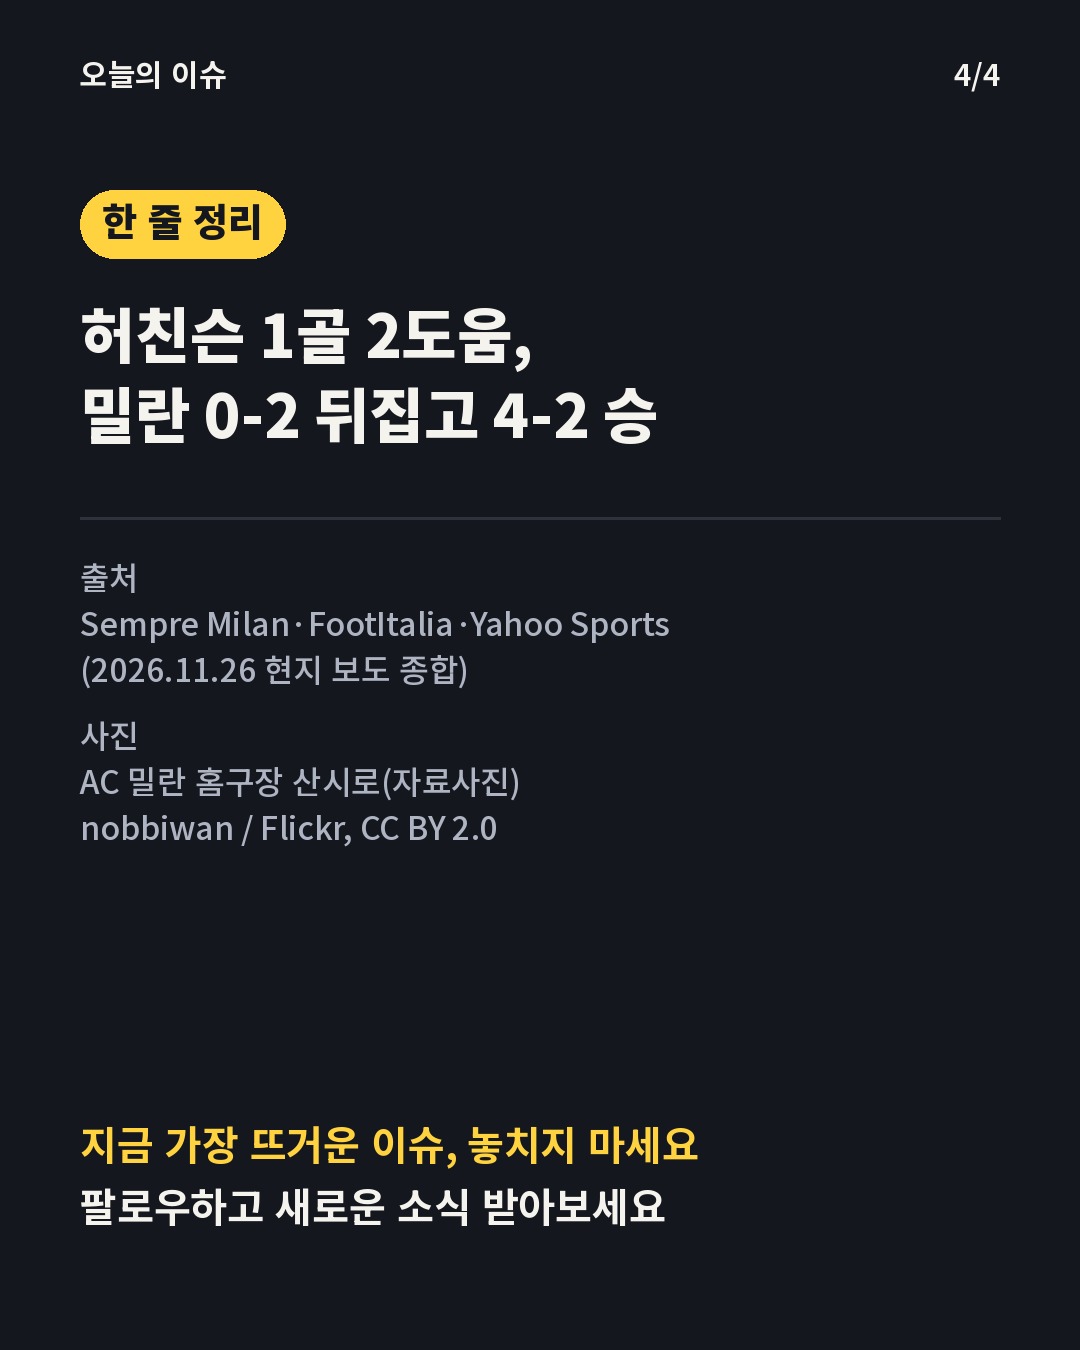 오늘의 이슈
4/4
한 줄 정리
허친슨 1골 2도움,
밀란 0-2 뒤집고 4-2 승
출처
Sempre Milan·FootItalia·Yahoo Sports
(2026.11.26 현지 보도 종합)
사진
AC 밀란 홈구장 산시로(자료사진)
nobbiwan / Flickr, CC BY 2.0
지금 가장 뜨거운 이슈, 놓치지 마세요
팔로우하고 새로운 소식 받아보세요